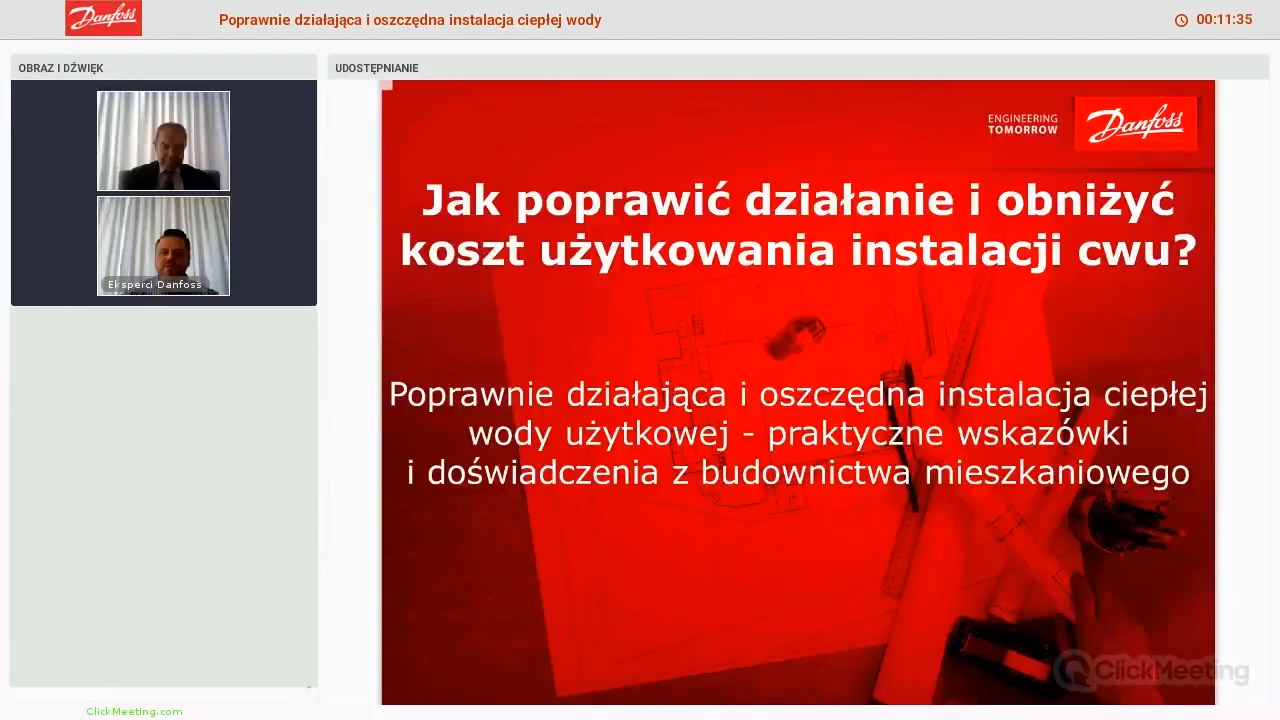 Danfoss
Poprawnie działająca i oszczędna instalacja ciepłej wody
00:11:35
OBRAZ I DŹWIĘK
Eksperci Danfoss
UDOSTĘPNIANIE
ENGINEERING
TOMORROW
Danfoss
Jak poprawić działanie i obniżyć
koszt użytkowania instalacji cwu?
Poprawnie działająca i oszczędna instalacja ciepłej
wody użytkowej - praktyczne wskazówki
i doświadczenia z budownictwa mieszkaniowego
ClickMeeting
ClickMeeting.com